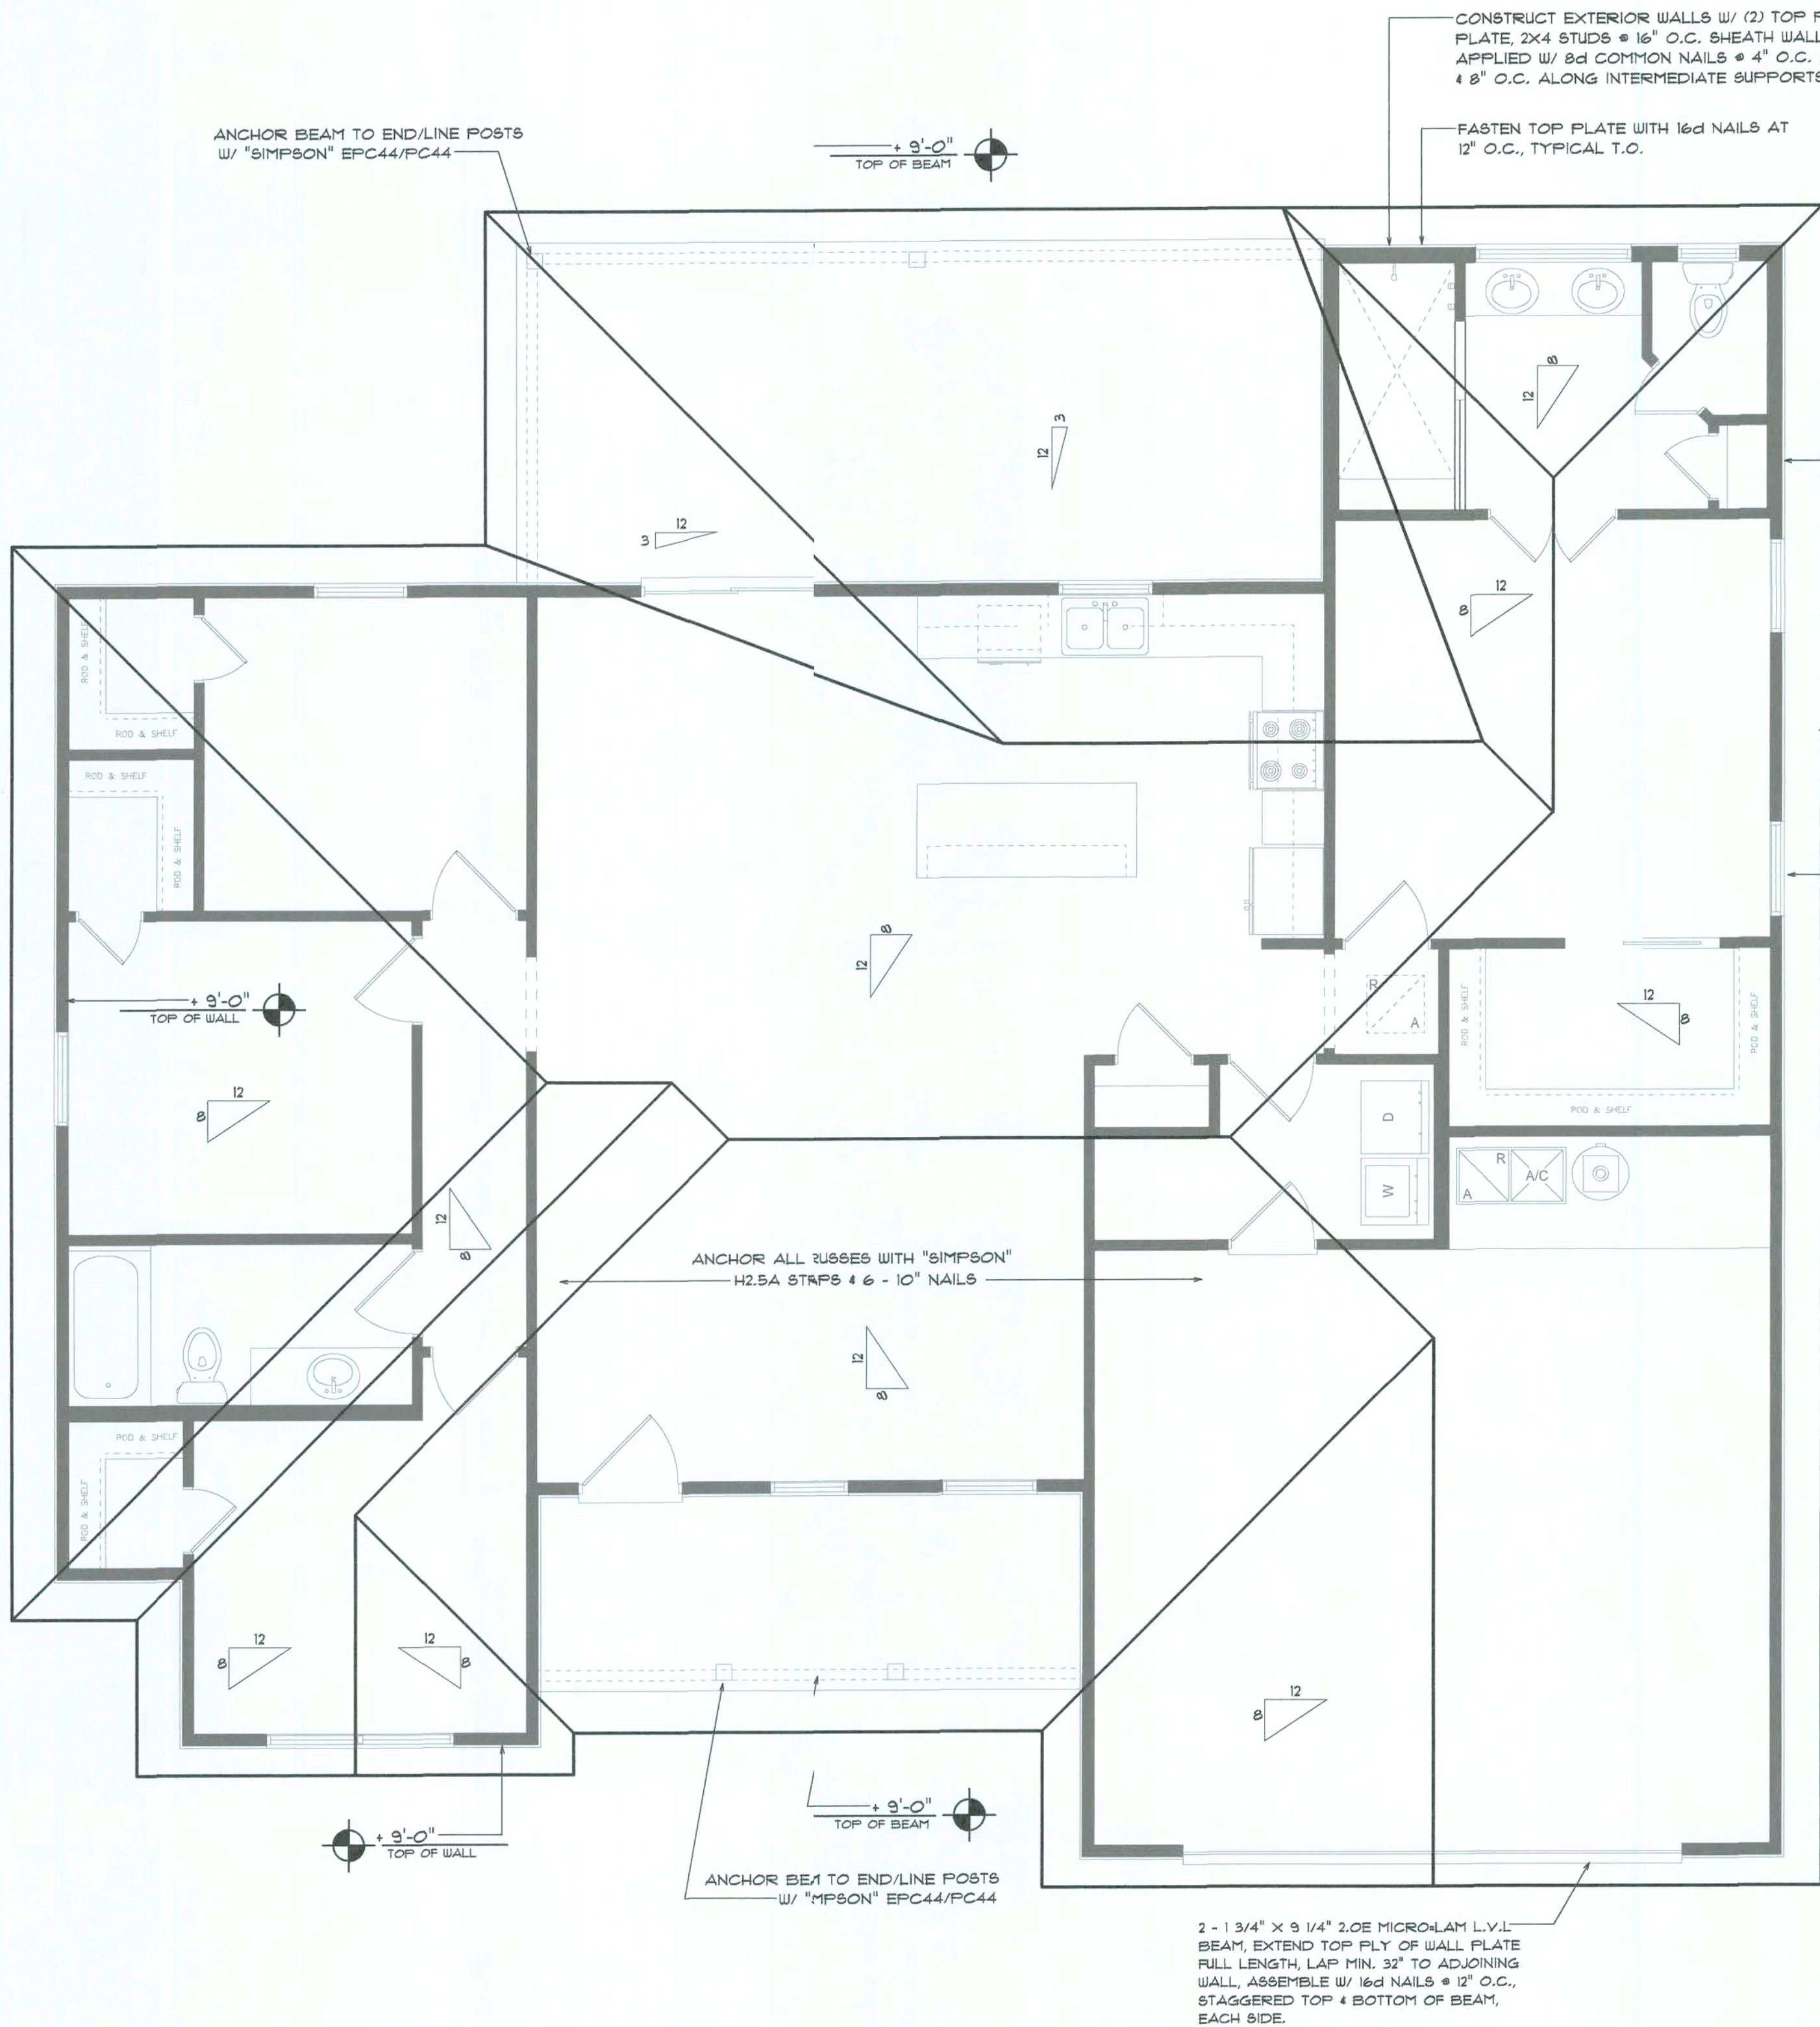 CONSTRUCT EXTERIOR WALLS W/ (2) TOP
PLATE, 2X4 STUDS @ 16" O.C. SHEATH WALL
APPLIED W/ 8d COMMON NAILS @ 4" O.C.
& 8" O.C. ALONG INTERMEDIATE SUPPORTS
FASTEN TOP PLATE WITH 16d NAILS AT
12" O.C., TYPICAL T.O.
ANCHOR BEAM TO END/LINE POSTS
W/ "SIMPSON" EPC44/PC44
+ 9'-0"
TOP OF BEAM
8
12
3
12
12
3
12
8
ROD & SHELF
ROD & SHELF
ROD & SHELF
ROD & SHELF
8
12
+ 9'-0"
TOP OF WALL
R
A
ROD & SHELF
12
8
ROD & SHELF
ROD & SHELF
12
8
D
W
R
A
A/C
12
8
ANCHOR ALL RUSSES WITH "SIMPSON"
H2.5A STRPS & 6 - 10" NAILS
12
8
ROD & SHELF
ROD & SHELF
12
8
12
8
12
8
+ 9'-0"
TOP OF BEAM
+ 9'-0"
TOP OF WALL
ANCHOR BEM TO END/LINE POSTS
W/ "MPSON" EPC44/PC44
2 - 1 3/4" X 9 1/4" 2.0E MICRO=LAM L.V.L
BEAM, EXTEND TOP PLY OF WALL PLATE
FULL LENGTH, LAP MIN. 32" TO ADJOINING
WALL, ASSEMBLE W/ 16d NAILS @ 12" O.C.,
STAGGERED TOP & BOTTOM OF BEAM,
EACH SIDE.